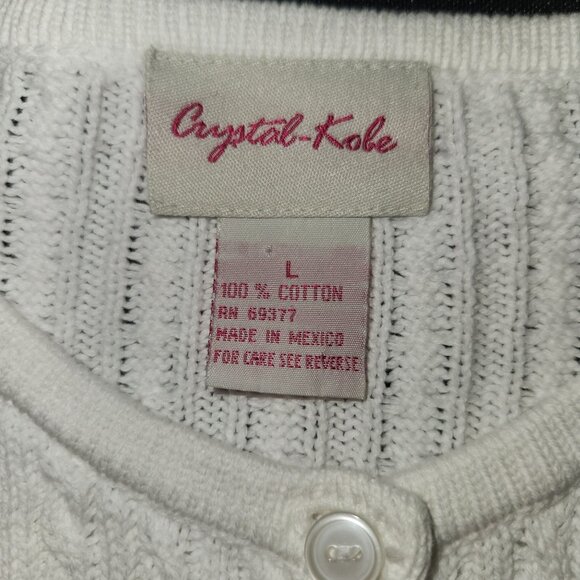 Crystal-Kobe
L
100 % COTTON
RN 69377
MADE IN MEXICO
FOR CARE SEE REVERSE